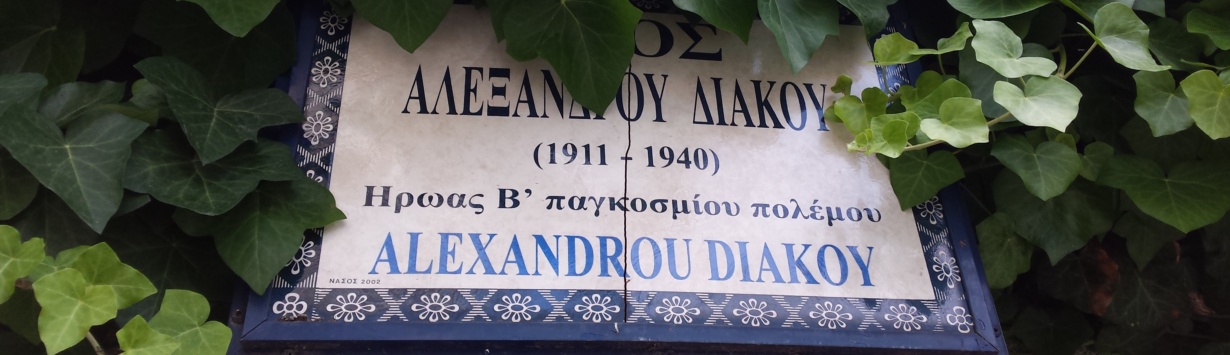 ΑΛΕΞΑΝΔΡΟΥ ΔΙΑΚΟΥ
(1911 - 1940)
Ηρωας Β’ παγκοσμίου πολέμου
ALEXANDROU DIAKOY
ΝΑΣΟΣ 2002